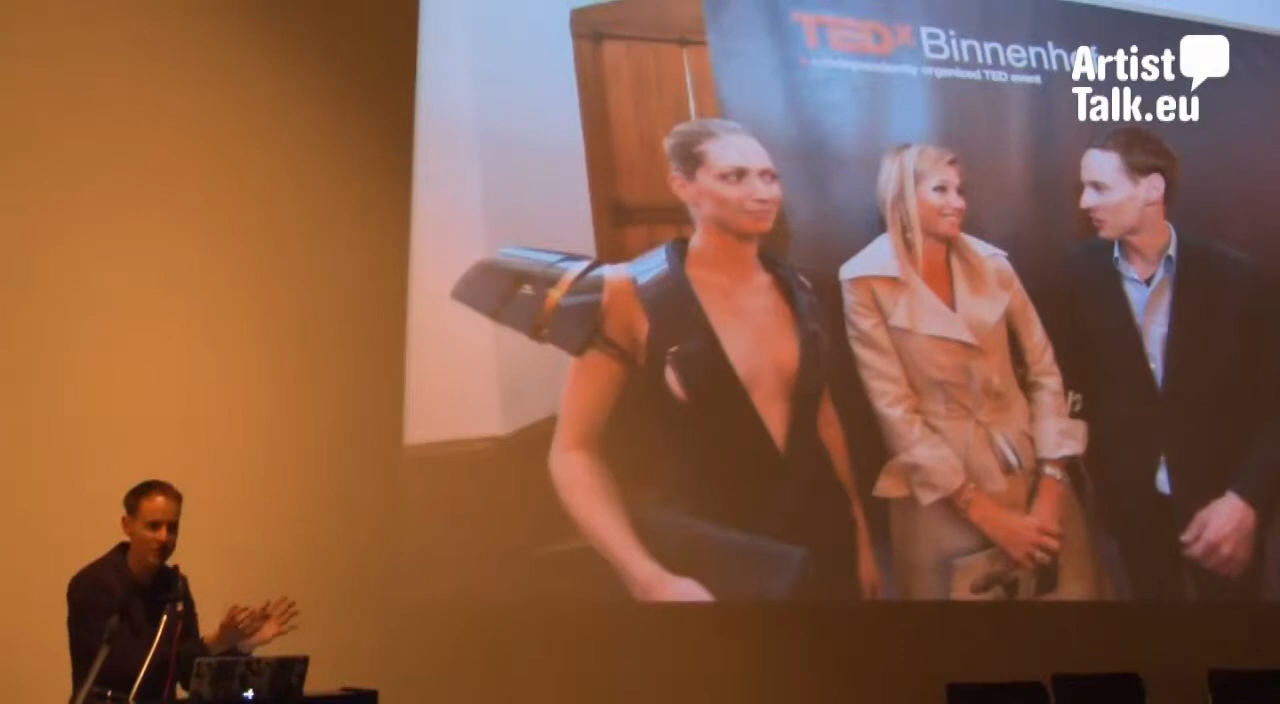 TEDx Binnenhof
x = independently organized TED event
Artist
Talk.eu